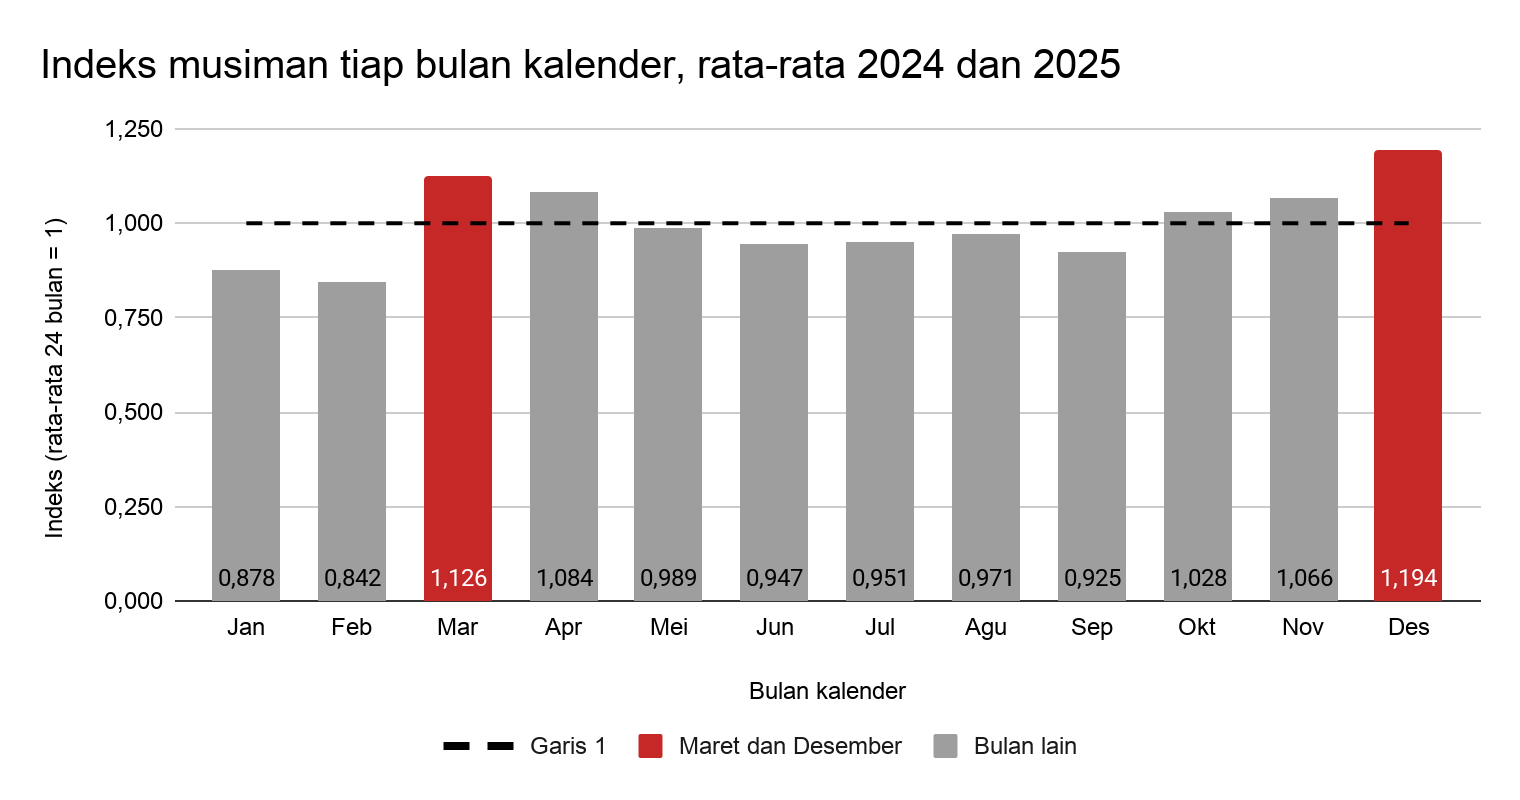 Indeks musiman tiap bulan kalender, rata-rata 2024 dan 2025
Indeks (rata-rata 24 bulan = 1)
1,250
1,000
0,750
0,500
0,250
0,000
0,878 0,842 1,126 1,084 0,989 0,947 0,951 0,971 0,925 1,028 1,066 1,194
Jan Feb Mar Apr Mei Jun Jul Agu Sep Okt Nov Des
Bulan kalender
Garis 1 Maret dan Desember Bulan lain